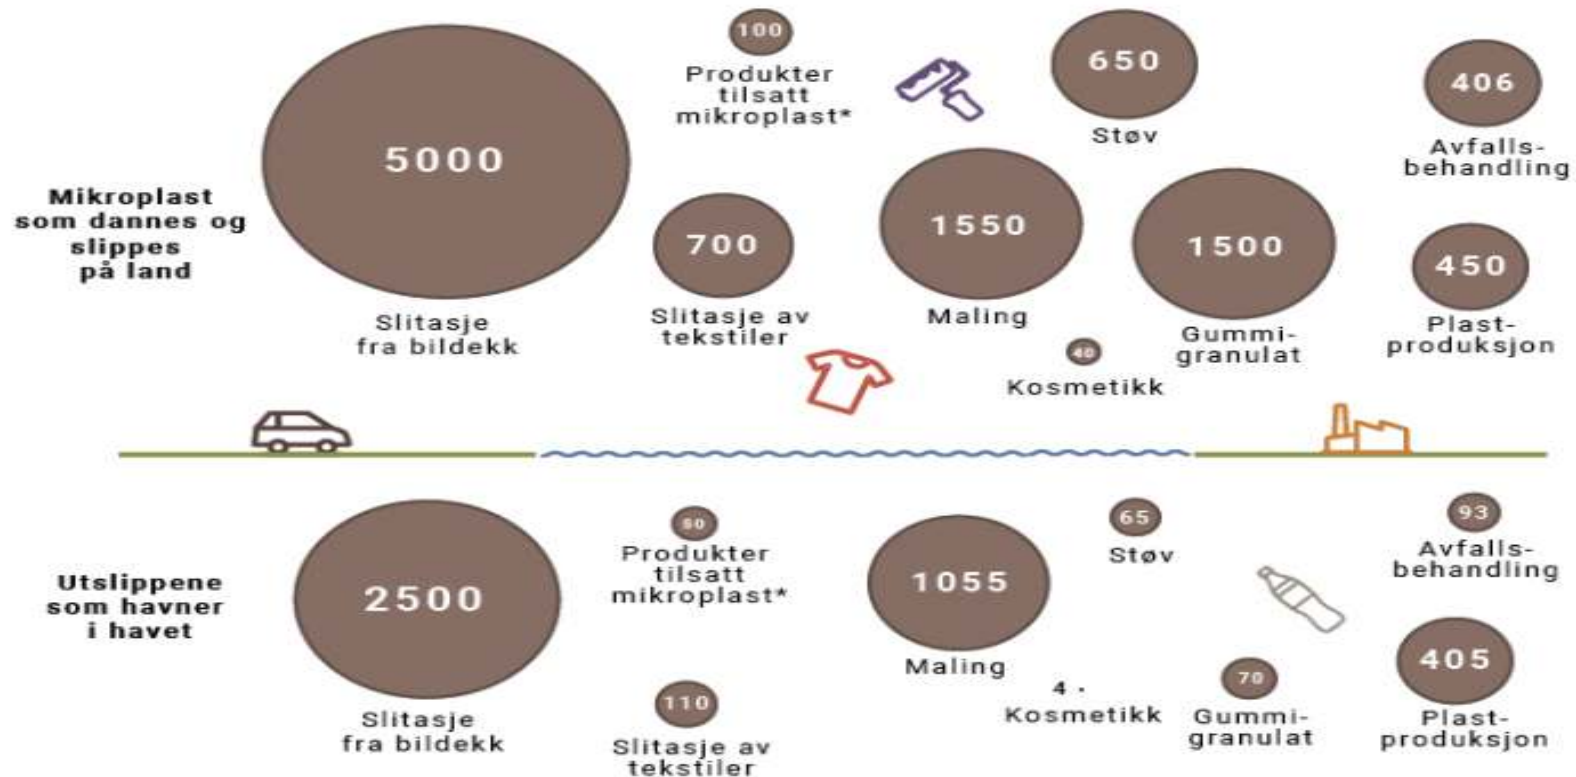 Mikroplast
som dannes og
slippes
på land
5000
Slitasje
fra bildekk
100
Produkter
tilsatt
mikroplast*
700
Slitasje av
tekstiler
650
Støv
1550
Maling
40
Kosmetikk
1500
Gummi-
granulat
406
Avfalls-
behandling
450
Plast-
produksjon
Utslippene
som havner
i havet
2500
Slitasje
fra bildekk
Produkter
tilsatt
mikroplast*
110
Slitasje av
tekstiler
1055
Maling
65
Støv
4
Kosmetikk
70
Gummi-
granulat
93
Avfalls-
behandling
405
Plast-
produksjon